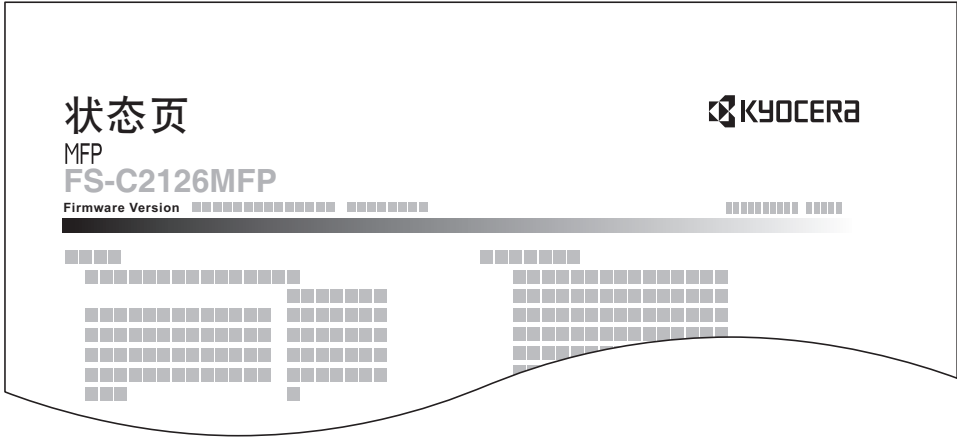 状态页
KYOCERA
MFP
FS-C2126MFP
Firmware Version